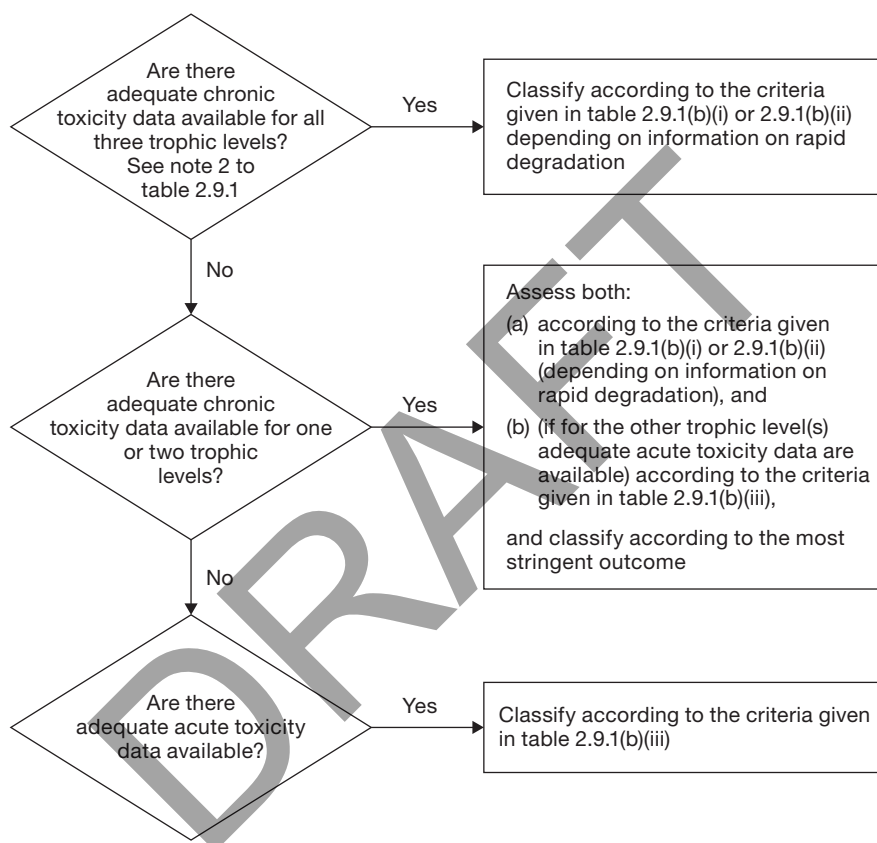 Are there
adequate chronic
toxicity data available for all
three trophic levels?
See note 2 to
table 2.9.1
Yes
Classify according to the criteria
given in table 2.9.1(b)(i) or 2.9.1(b)(ii)
depending on information on rapid
degradation
No
Are there
adequate chronic
toxicity data available for one
or two trophic
levels?
Yes
Assess both:
(a) according to the criteria given
in table 2.9.1(b)(i) or 2.9.1(b)(ii)
(depending on information on
rapid degradation), and
(b) (if for the other trophic level(s)
adequate acute toxicity data are
available) according to the criteria
given in table 2.9.1(b)(iii),
and classify according to the most
stringent outcome
No
Are there
adequate acute toxicity
data available?
Yes
Classify according to the criteria given
in table 2.9.1(b)(iii)
DRAFT